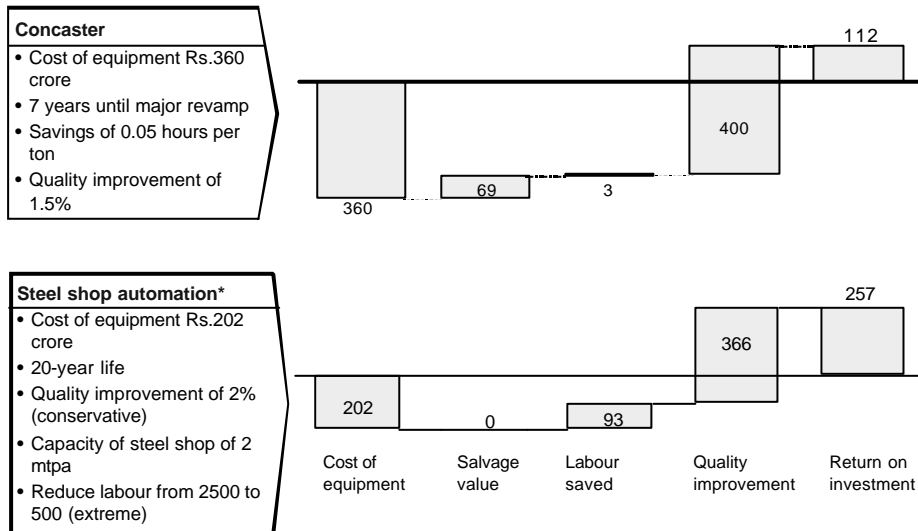 Concaster
• Cost of equipment Rs.360
crore
• 7 years until major revamp
• Savings of 0.05 hours per
ton
• Quality improvement of
1.5%
360
69
3
400
112
Steel shop automation*
• Cost of equipment Rs.202
crore
• 20-year life
• Quality improvement of 2%
(conservative)
• Capacity of steel shop of 2
mtpa
• Reduce labour from 2500 to
500 (extreme)
202
0
93
366
257
Cost of
equipment
Salvage
value
Labour
saved
Quality
improvement
Return on
investment